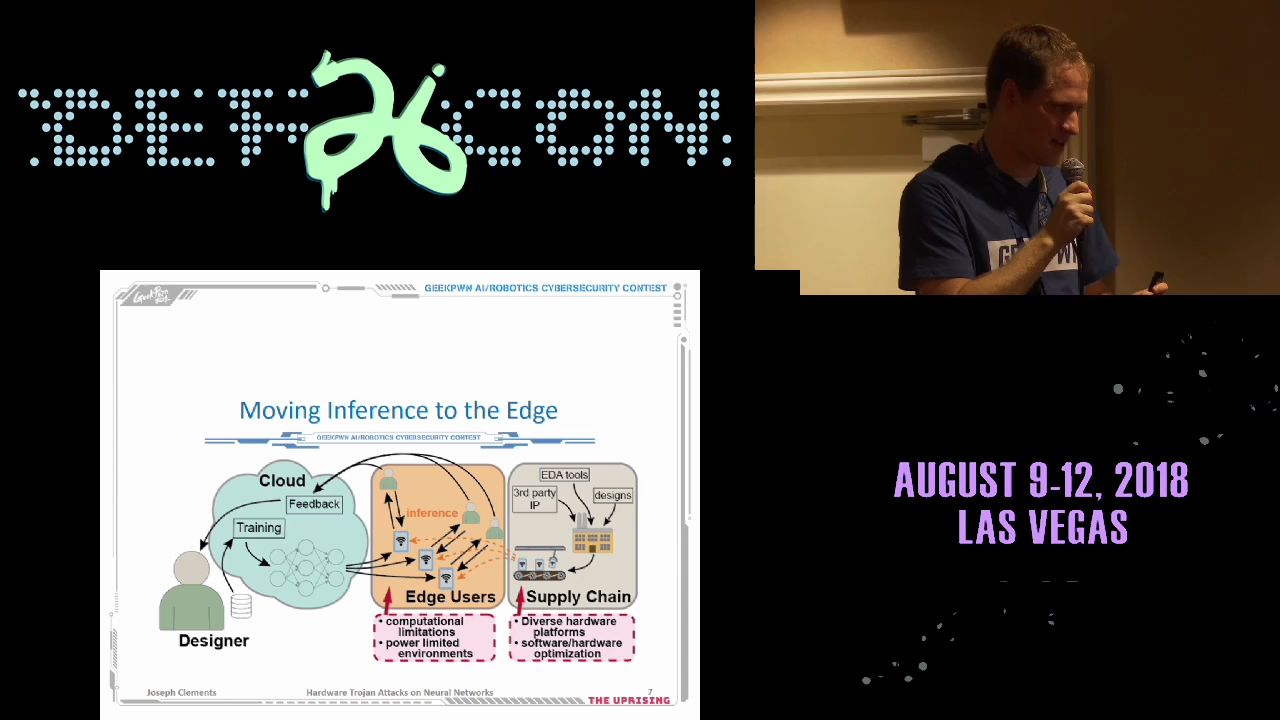 DEF 26 CON
GeekPwn
GEEKPWN AI/ROBOTICS CYBERSECURITY CONTEST
Moving Inference to the Edge
GEEKPWN AI/ROBOTICS CYBERSECURITY CONTEST
Cloud
Feedback
Training
Designer
inference
Edge Users
EDA tools
3rd party
IP
designs
Supply Chain
• computational
limitations
• power limited
environments
• Diverse hardware
platforms
• software/hardware
optimization
Joseph Clements
Hardware Trojan Attacks on Neural Networks
7
THE UPRISING
AUGUST 9-12, 2018
LAS VEGAS